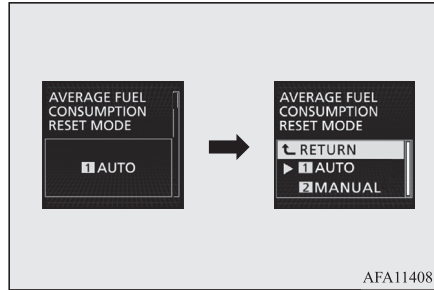 AVERAGE FUEL
CONSUMPTION
RESET MODE
1 AUTO
AVERAGE FUEL
CONSUMPTION
RESET MODE
RETURN
1 AUTO
2 MANUAL
AFA11408